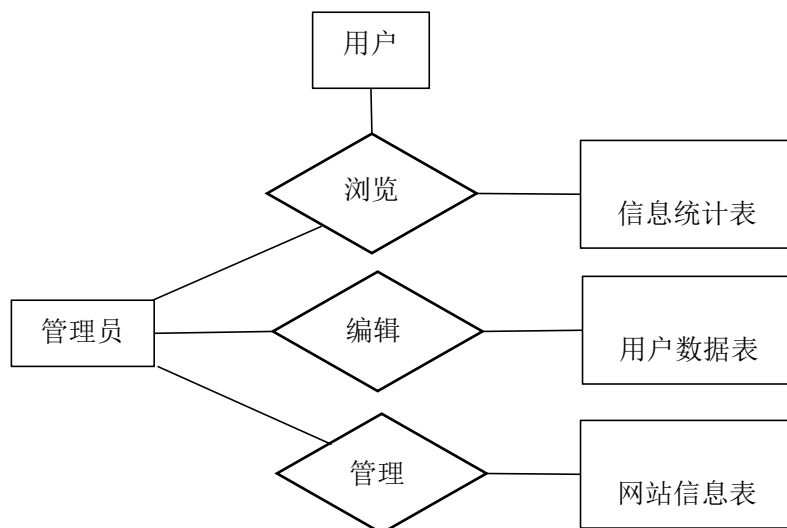 用户
浏览
信息统计表
管理员
编辑
用户数据表
管理
网站信息表